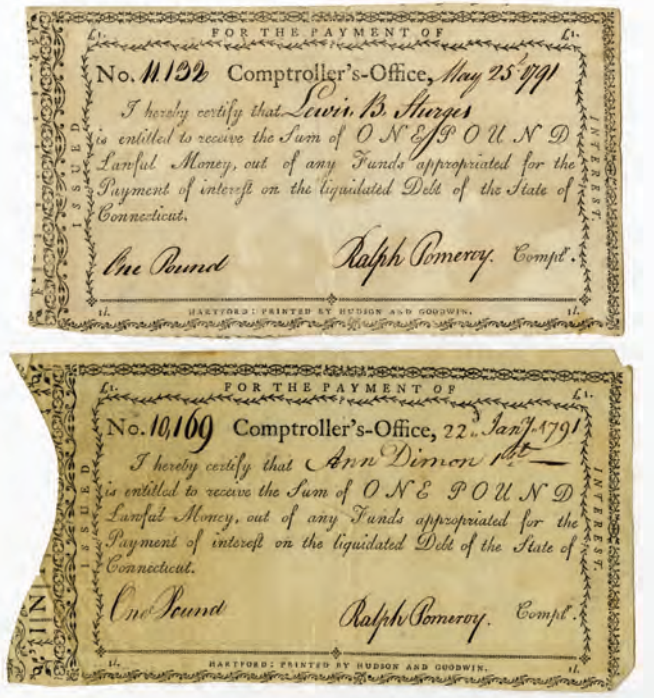 £1. FOR THE PAYMENT OF £1.
No. 11.132 Comptroller's-Office, May 25t 1791
I hereby certify that Lewis B. Sturges
is entitled to receive the Sum of ONE POUND
Lawful Money, out of any Funds appropriated for the
Payment of interest on the liquidated Debt of the State of
Connecticut.
One Pound Ralph Pomeroy. Comptr.
ISSUED
INTEREST.
1l. HARTFORD: PRINTED BY HUDSON AND GOODWIN. 1l.
£1. FOR THE PAYMENT OF £1.
No. 10,169 Comptroller's-Office, 22d Jany. 1791
I hereby certify that Ann Dimon 1st
is entitled to receive the Sum of ONE POUND
Lawful Money, out of any Funds appropriated for the
Payment of interest on the liquidated Debt of the State of
Connecticut.
One Pound Ralph Pomeroy. Comptr.
ISSUED
INTEREST.
1l. HARTFORD: PRINTED BY HUDSON AND GOODWIN. 1l.